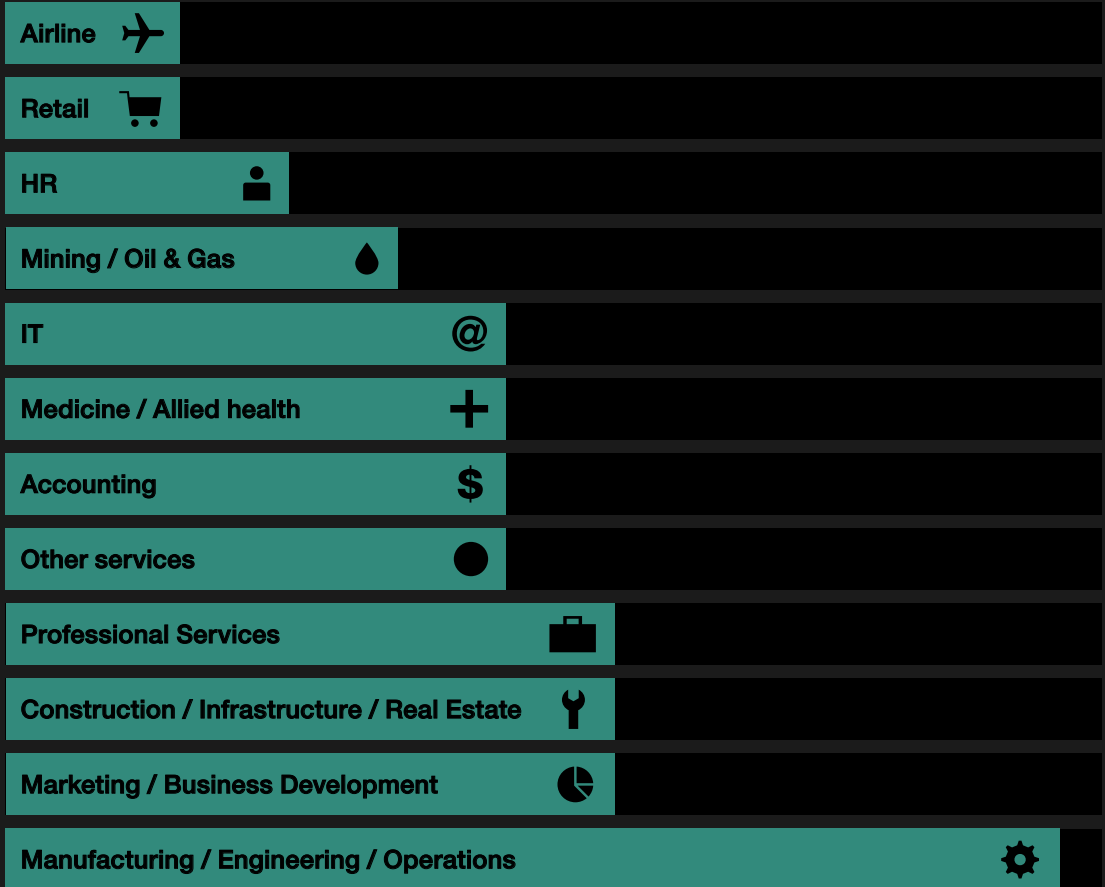 Airline
Retail
HR
Mining / Oil & Gas
IT
@
Medicine / Allied health
Accounting
$
Other services
Professional Services
Construction / Infrastructure / Real Estate
Marketing / Business Development
Manufacturing / Engineering / Operations